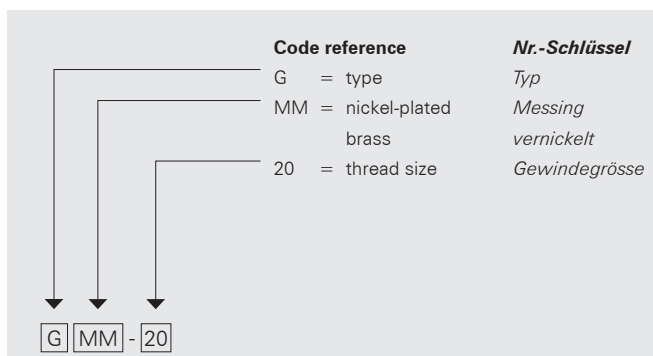 Code reference Nr.-Schlüssel
G = type Typ
MM = nickel-plated Messing
brass vernickelt
20 = thread size Gewindegrösse
G MM - 20